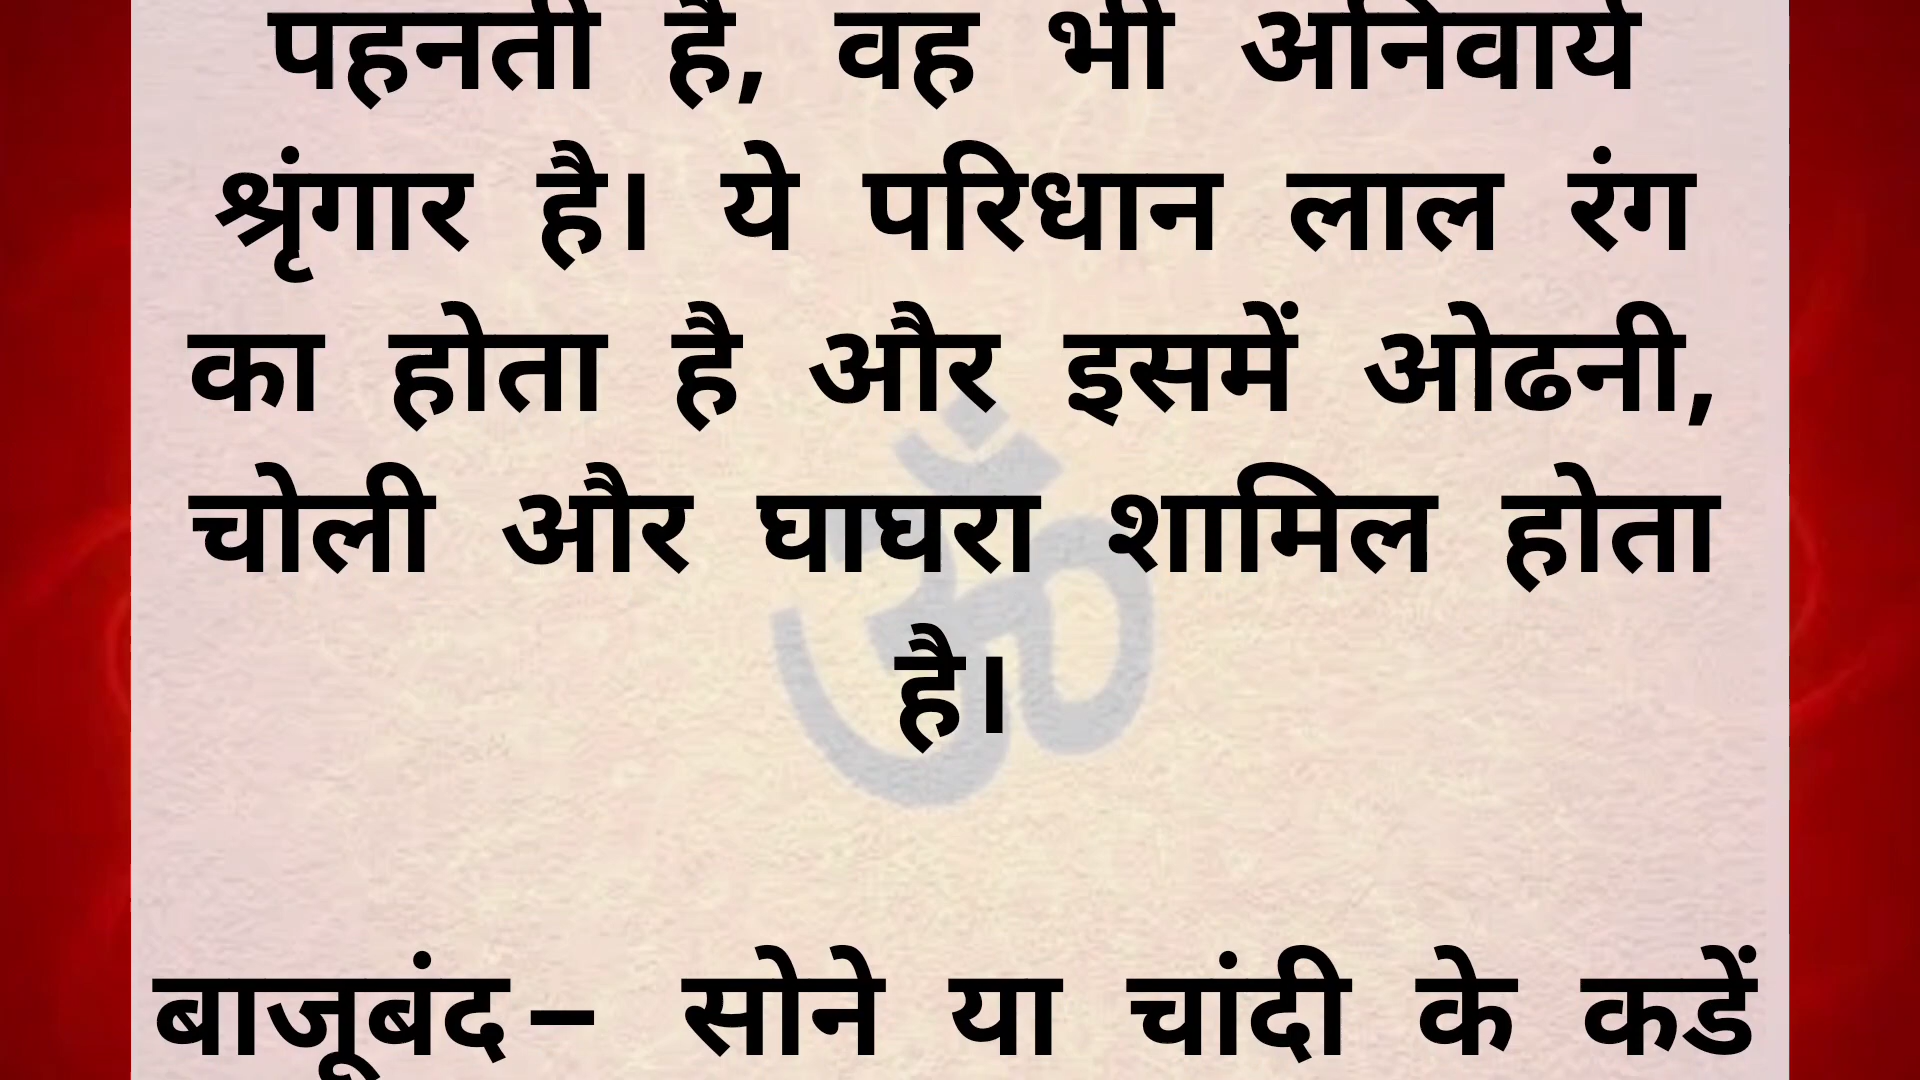 पहनती है, वह भी अनिवार्य
श्रृंगार है। ये परिधान लाल रंग
का होता है और इसमें ओढनी,
चोली और घाघरा शामिल होता
है।
ॐ
बाजूबंद– सोने या चांदी के कडें